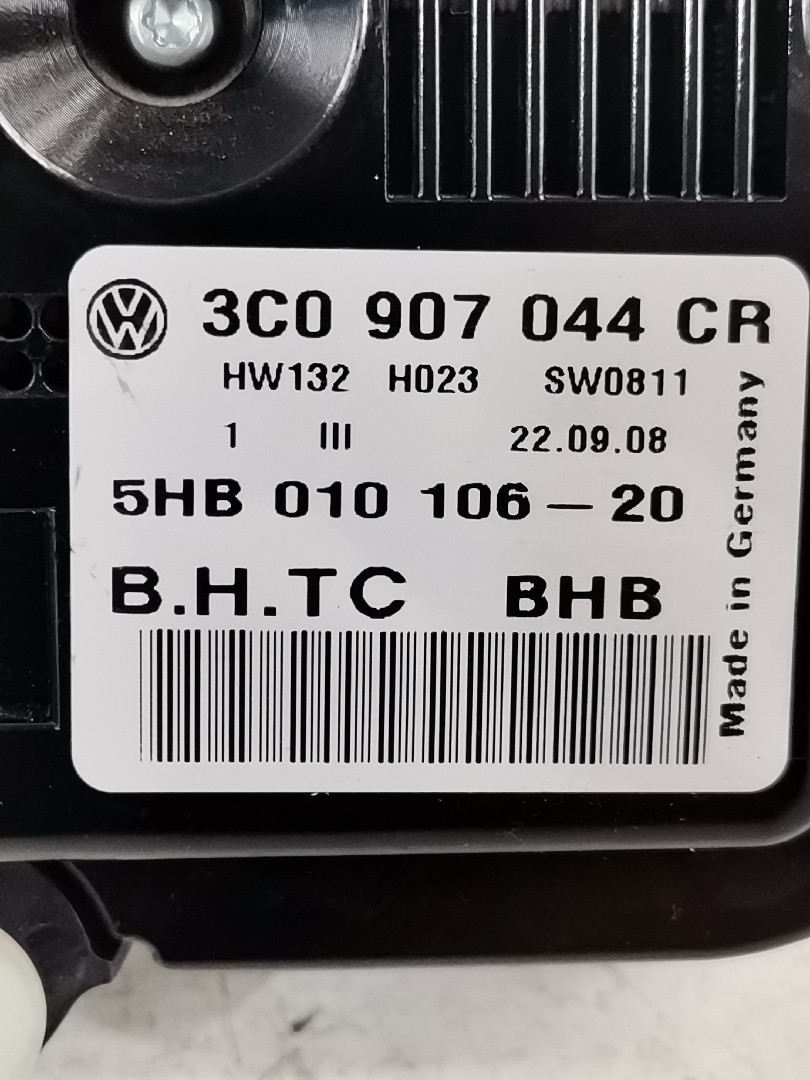 3C0 907 044 CR
HW132 H023 SW0811
1 III 22.09.08
5HB 010 106 – 20
B.H.TC BHB
Made in Germany